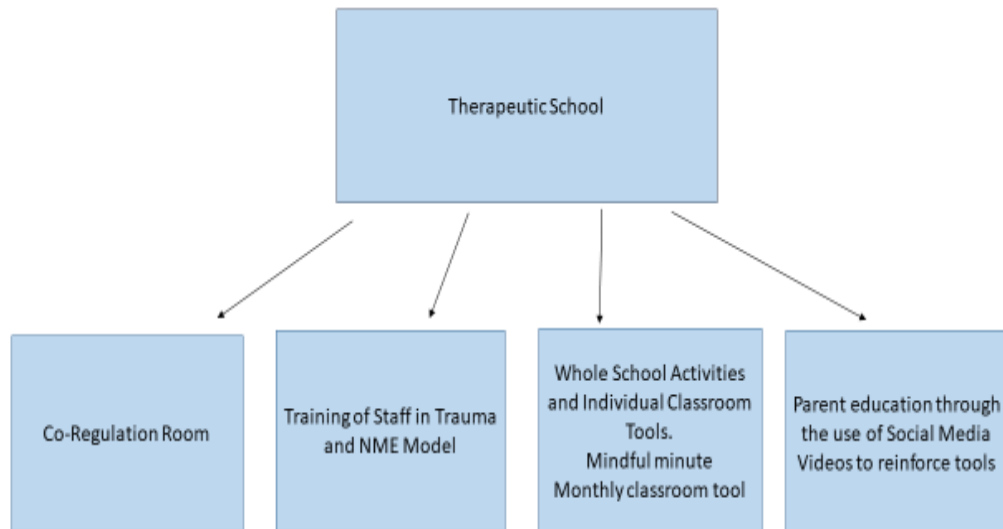 Therapeutic School
Co-Regulation Room
Training of Staff in Trauma
and NME Model
Whole School Activities
and Individual Classroom
Tools.
Mindful minute
Monthly classroom tool
Parent education through
the use of Social Media
Videos to reinforce tools